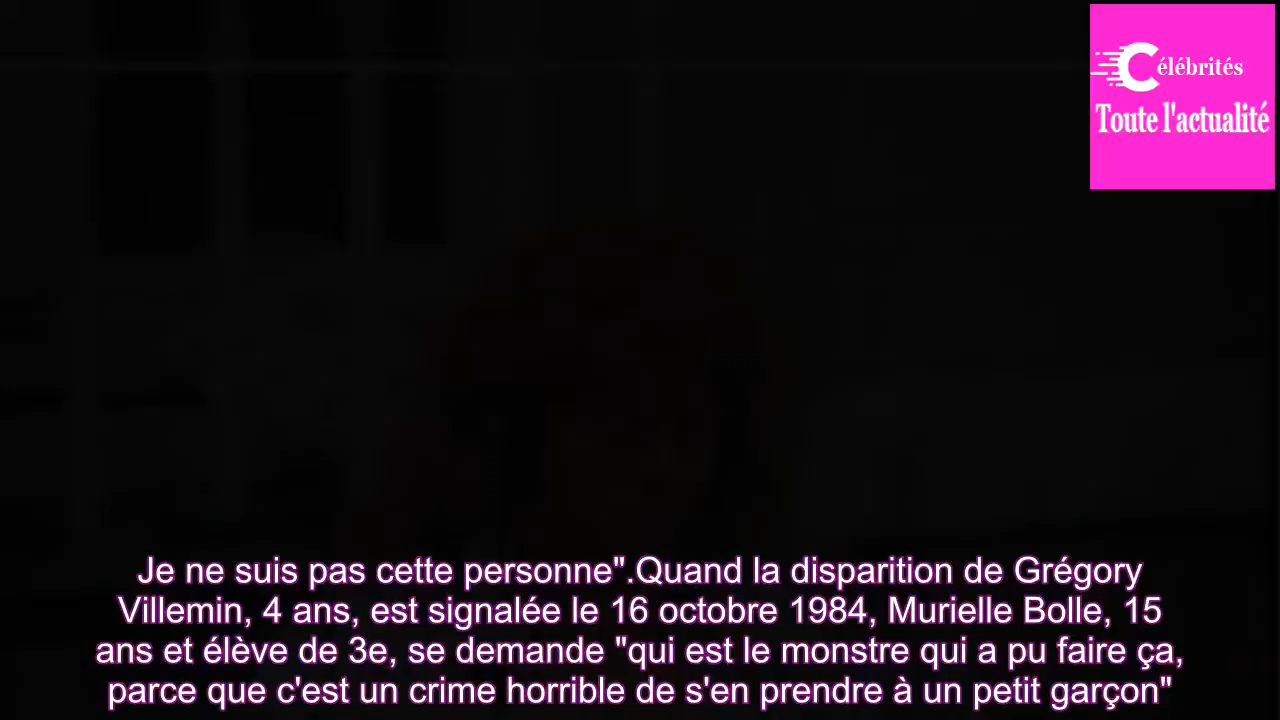 Célébrités
Toute l'actualité
Je ne suis pas cette personne".Quand la disparition de Grégory
Villemin, 4 ans, est signalée le 16 octobre 1984, Murielle Bolle, 15
ans et élève de 3e, se demande "qui est le monstre qui a pu faire ça,
parce que c'est un crime horrible de s'en prendre à un petit garçon"